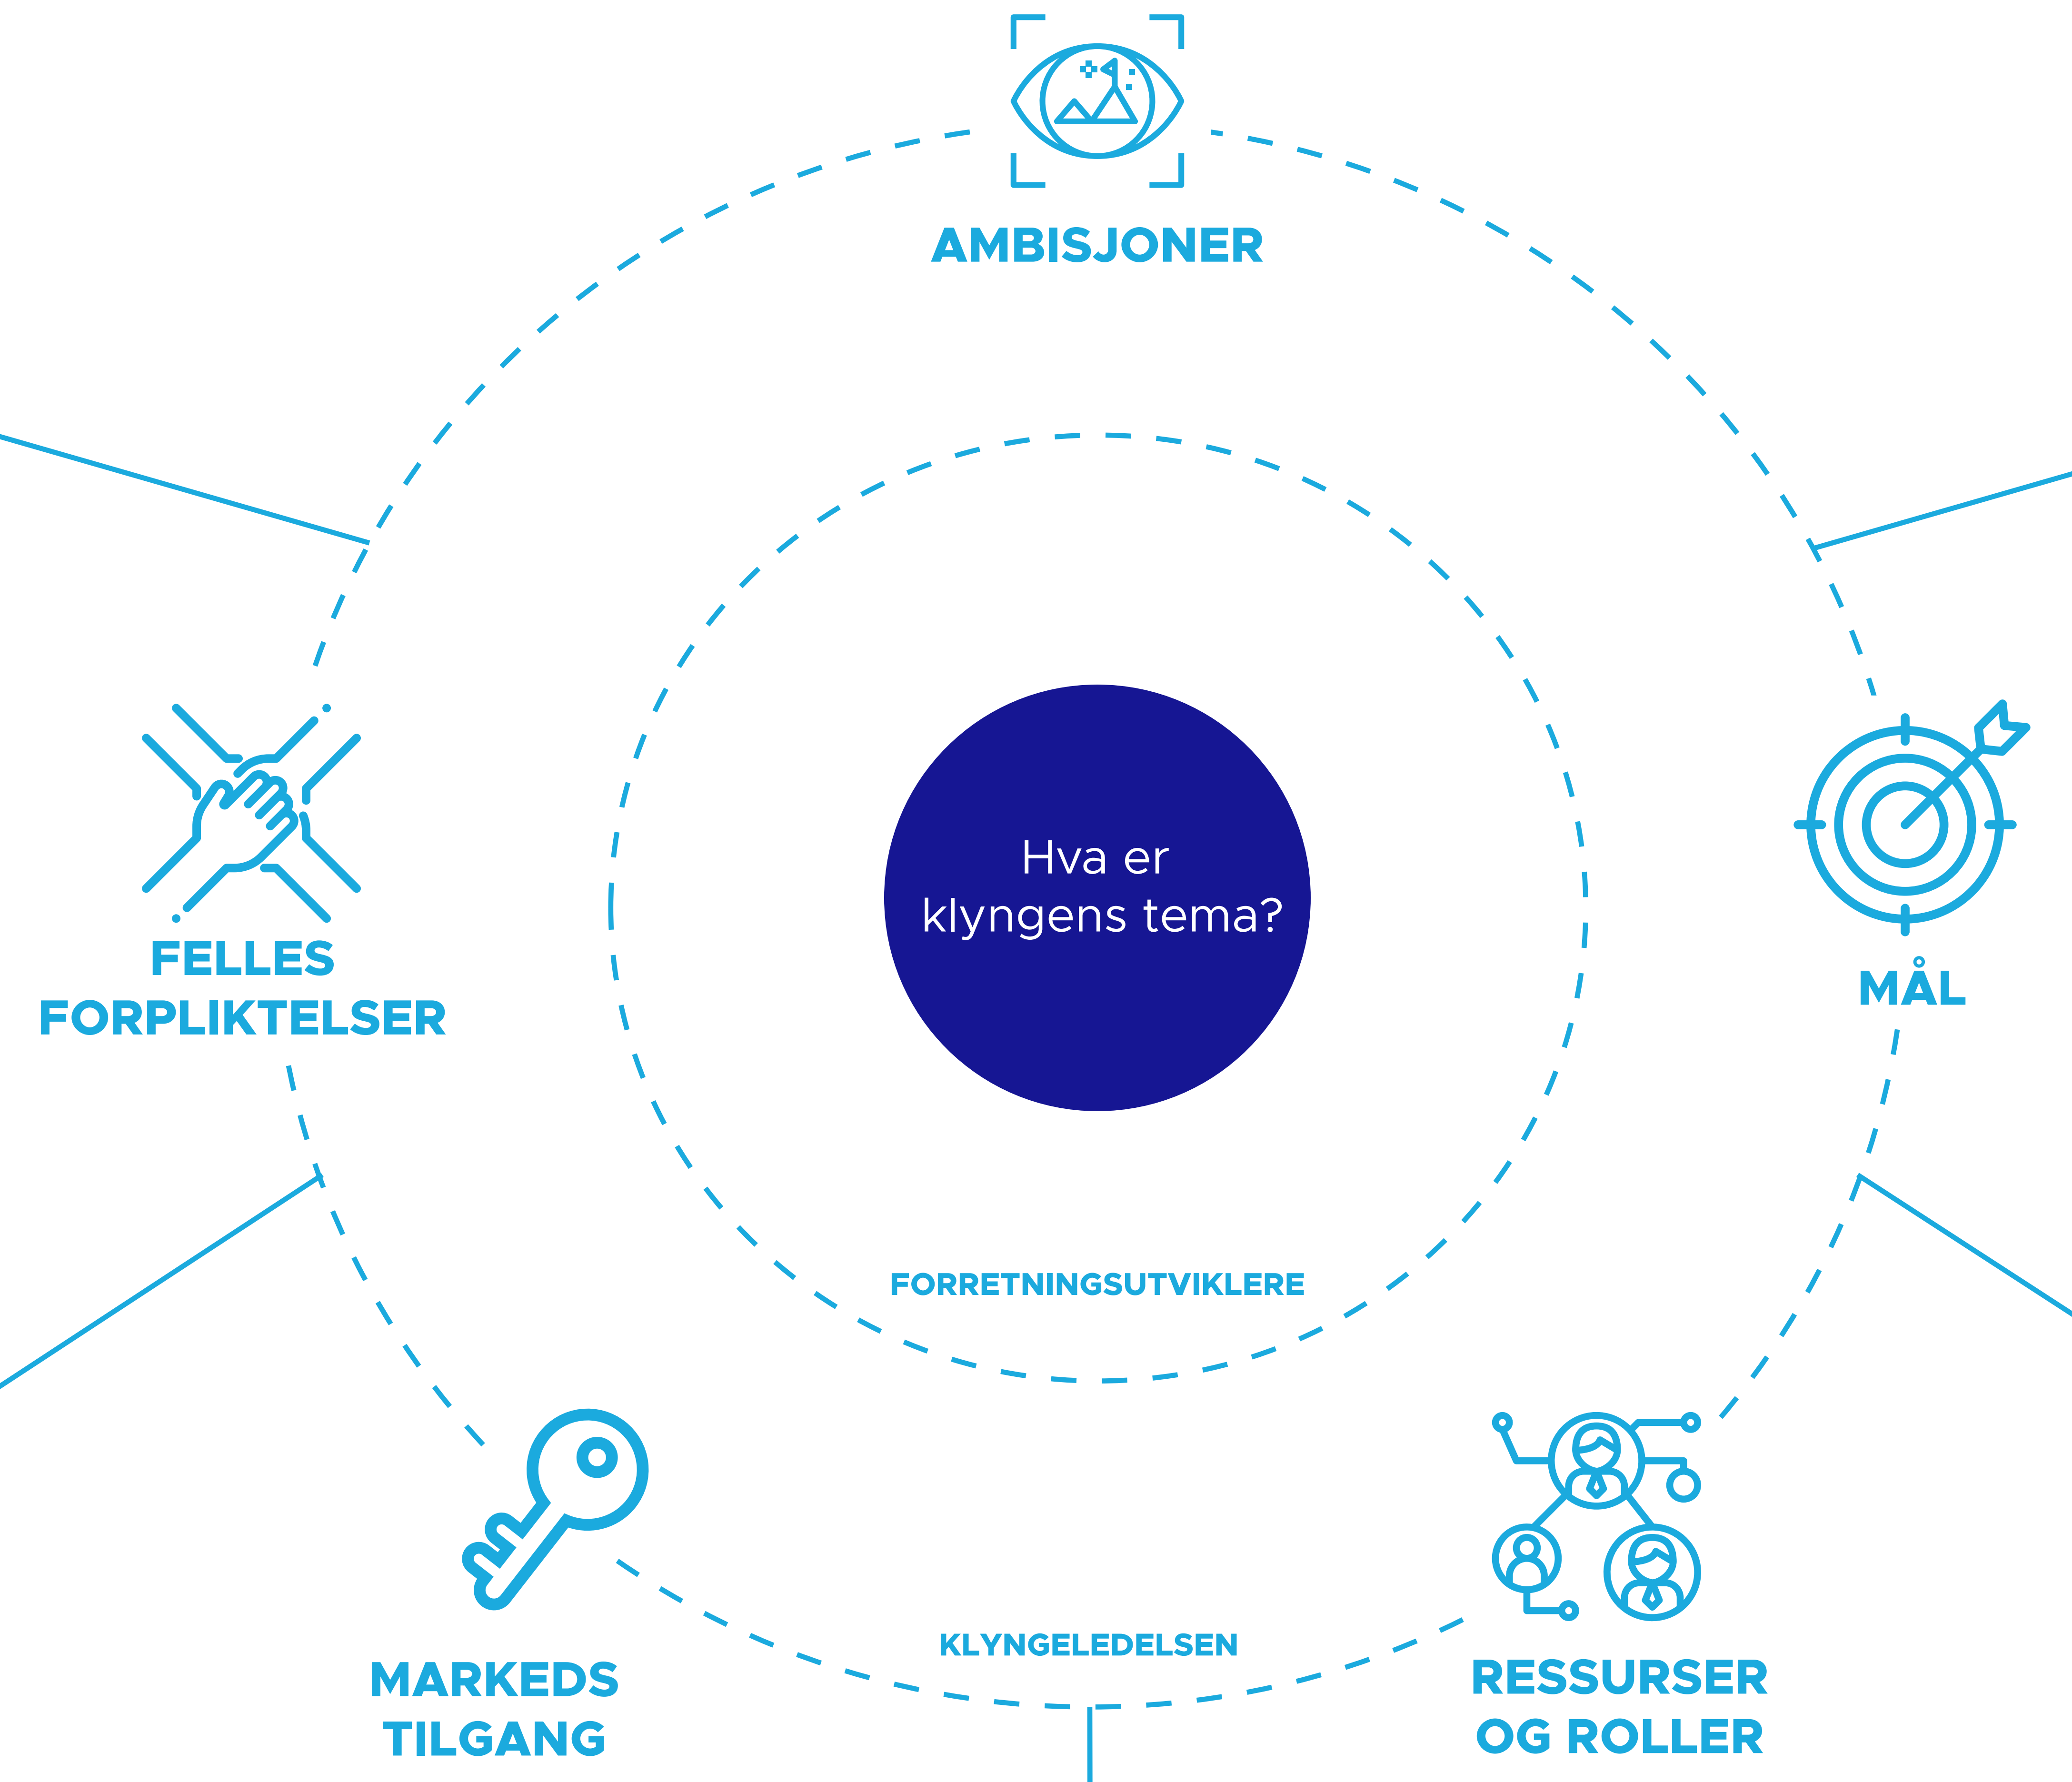 AMBISJONER
Hva er
klyngens tema?
FELLES
FORPLIKTELSER
MÅL
FORRETNINGSUTVIKLERE
KLYNGELEDELSEN
MARKEDS
TILGANG
RESSURSER
OG ROLLER